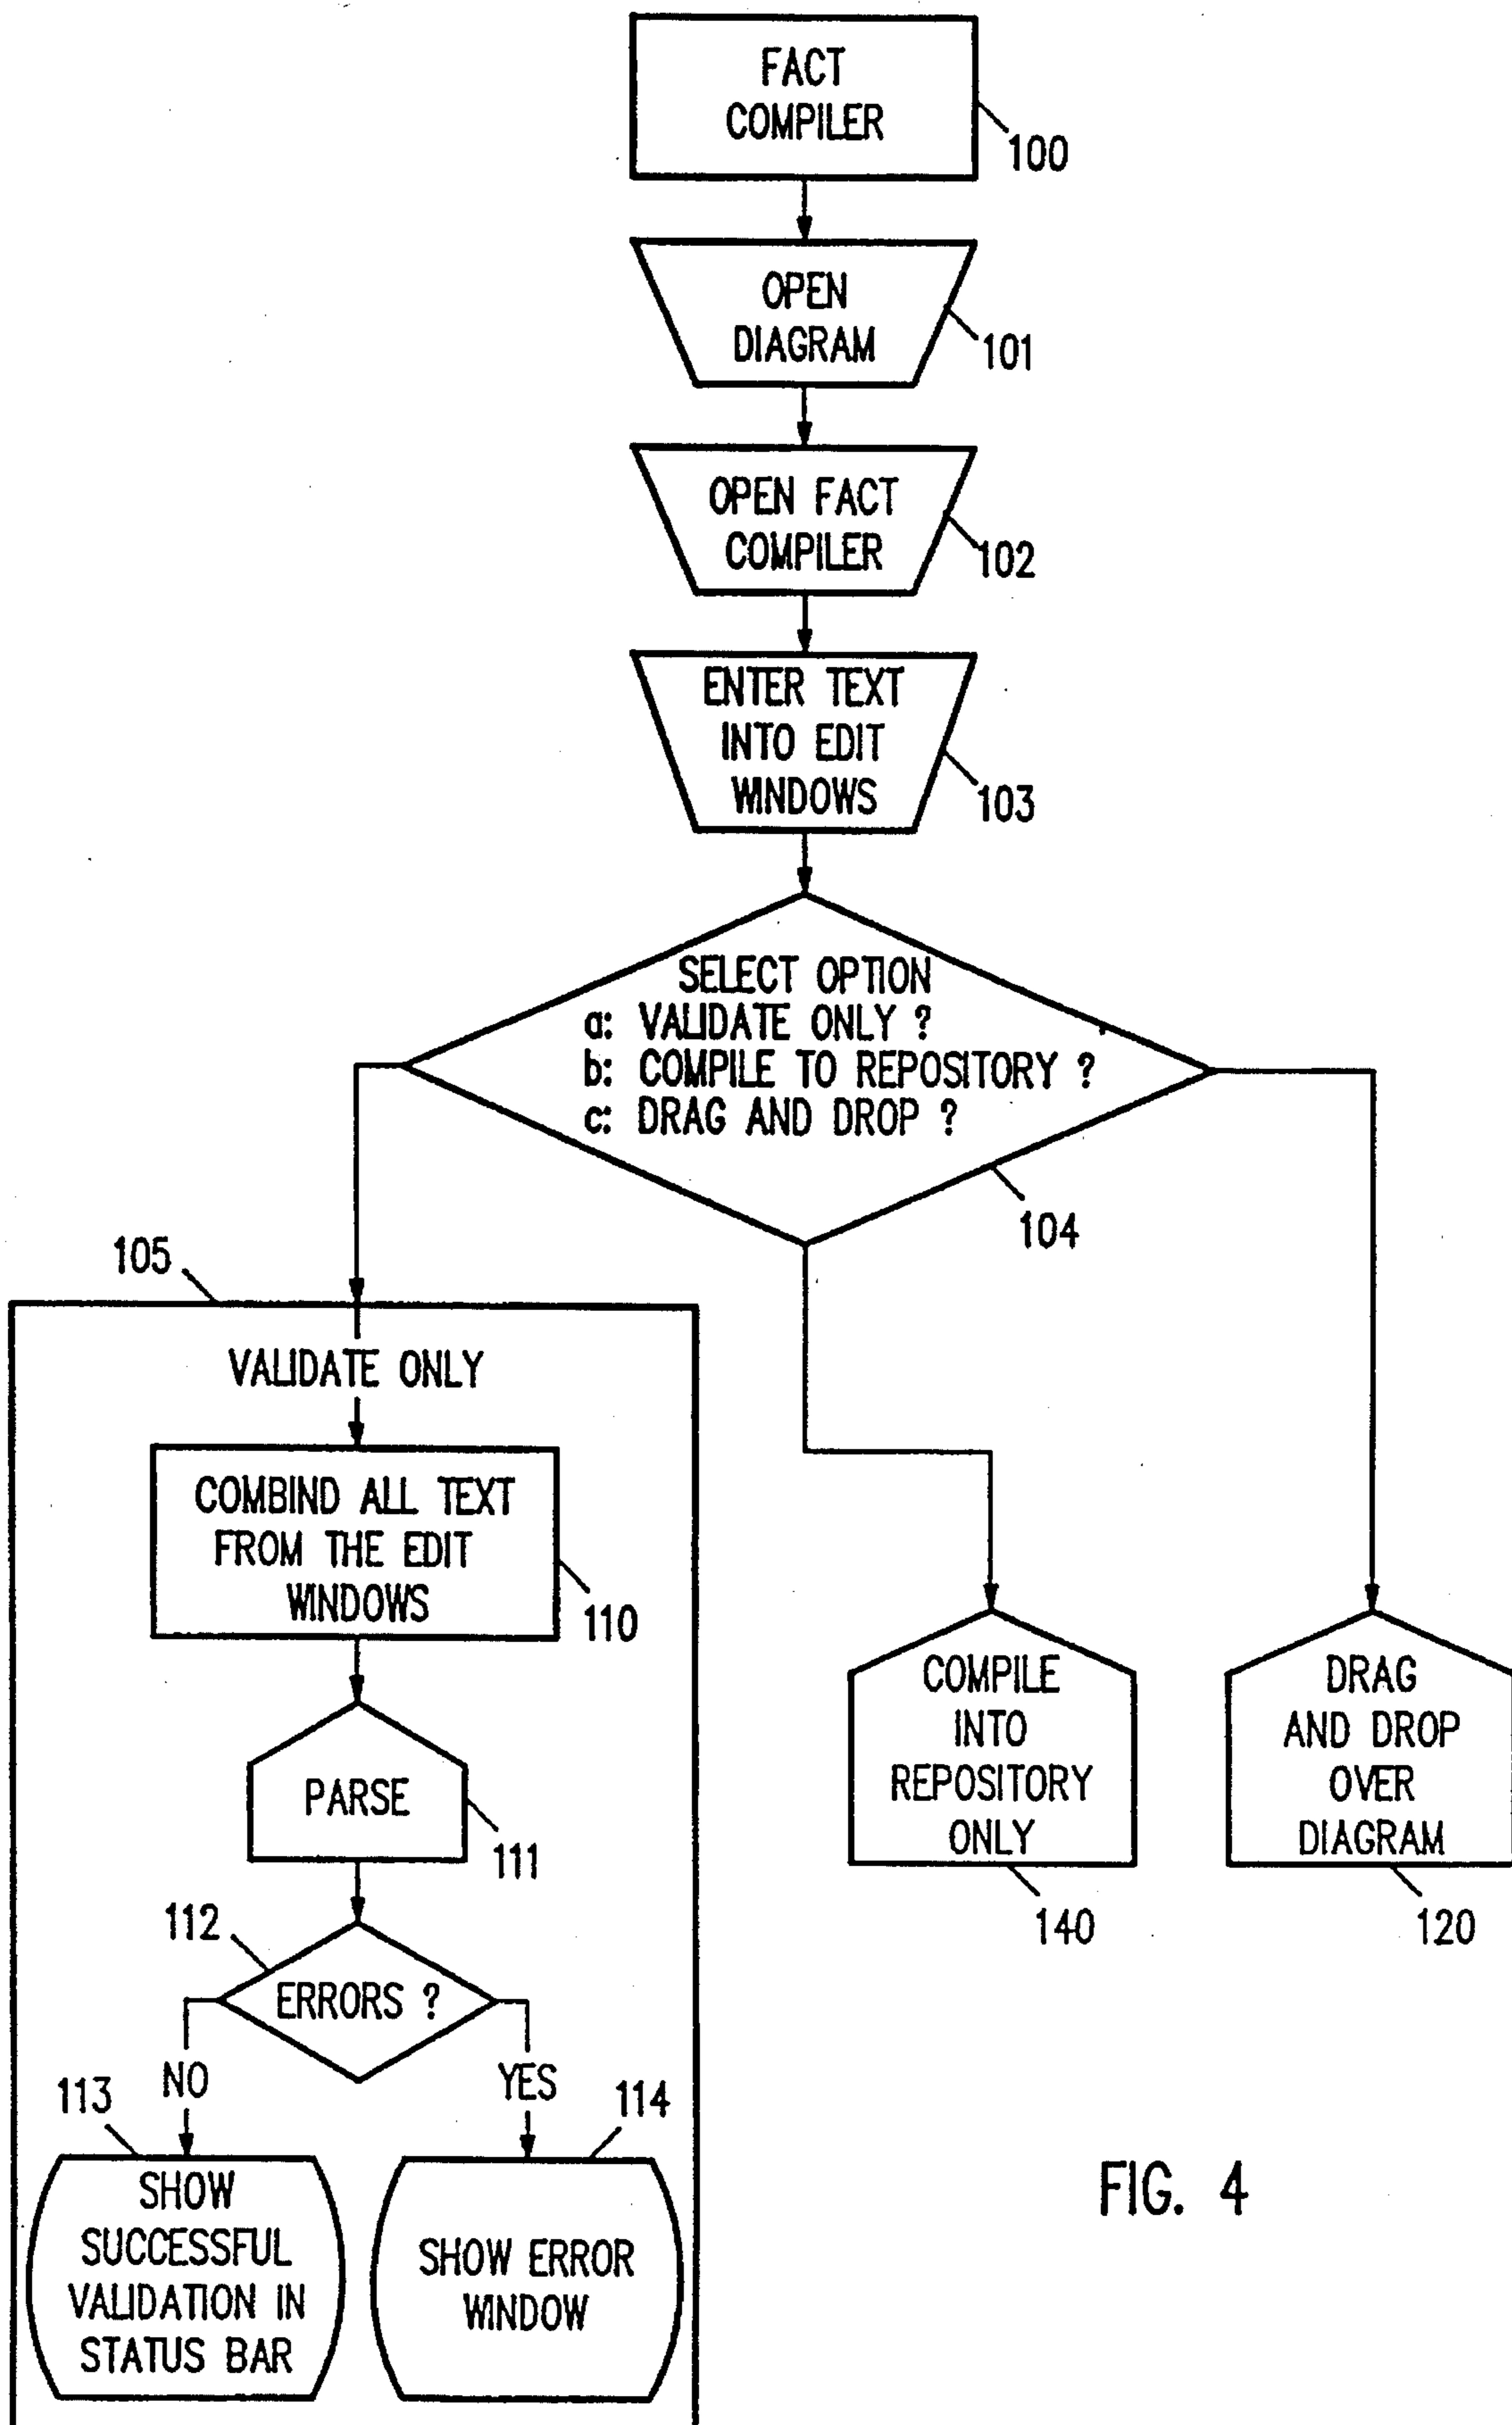 FACT
COMPILER
100
OPEN
DIAGRAM
101
OPEN FACT
COMPILER
102
ENTER TEXT
INTO EDIT
WINDOWS
103
SELECT OPTION
a: VALIDATE ONLY ?
b: COMPILE TO REPOSITORY ?
c: DRAG AND DROP ?
104
105
VALIDATE ONLY
COMBIND ALL TEXT
FROM THE EDIT
WINDOWS
110
PARSE
111
112
ERRORS ?
NO
YES
113
114
SHOW
SUCCESSFUL
VALIDATION IN
STATUS BAR
SHOW ERROR
WINDOW
COMPILE
INTO
REPOSITORY
ONLY
140
DRAG
AND DROP
OVER
DIAGRAM
120
FIG. 4